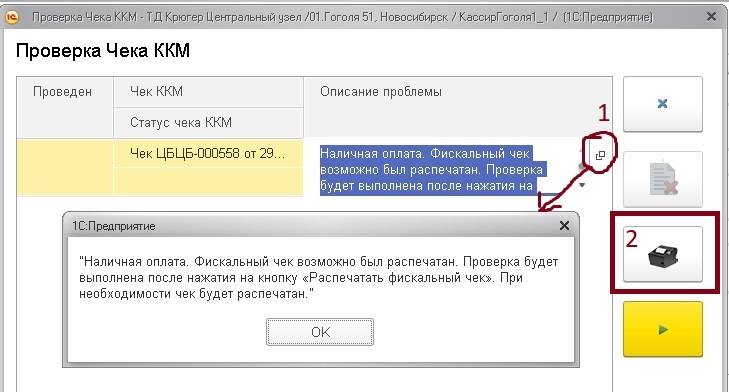 Проверка Чека ККМ - ТД Крюгер Центральный узел /01.Гоголя 51, Новосибирск / КассирГоголя1_1 / (1С:Предприятие)
Проверка Чека ККМ
Проведен
Чек ККМ
Описание проблемы
Статус чека ККМ
1
Чек ЦБЦБ-000558 от 29...
Наличная оплата. Фискальный чек
возможно был распечатан. Проверка
будет выполнена после нажатия на
1С:Предприятие
2
"Наличная оплата. Фискальный чек возможно был распечатан. Проверка будет
выполнена после нажатия на кнопку «Распечатать фискальный чек». При
необходимости чек будет распечатан."
OK